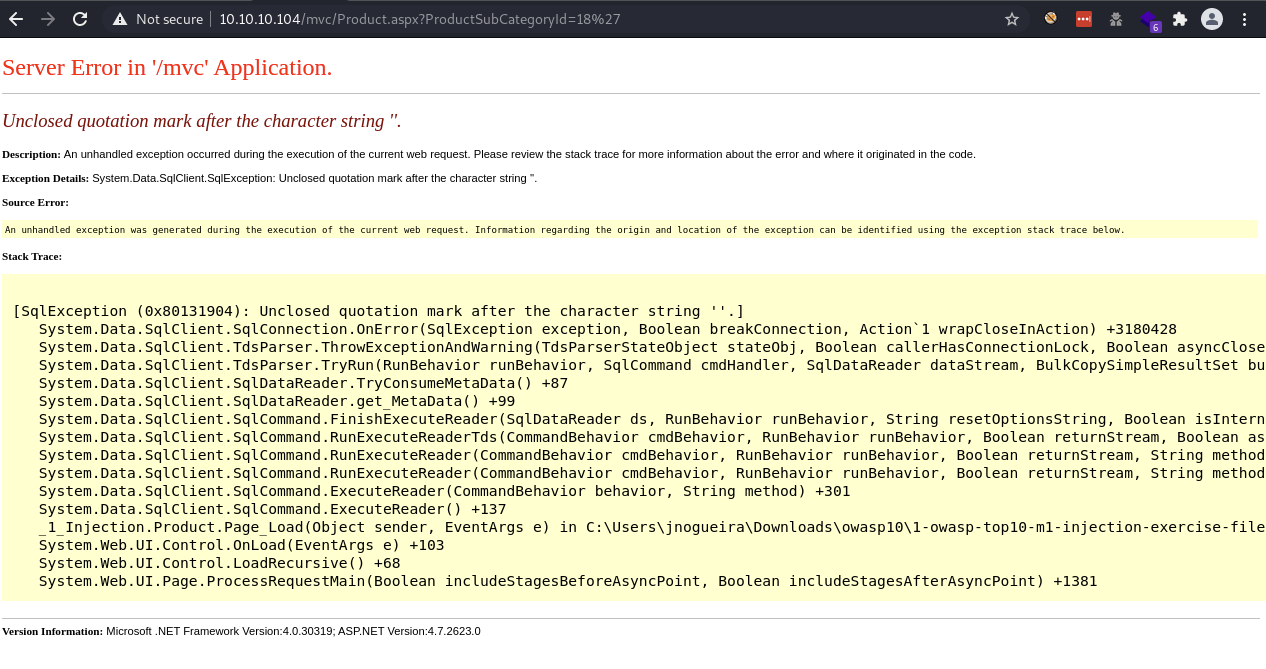 Not secure | 10.10.10.104/mvc/Product.aspx?ProductSubCategoryId=18%27
6
Server Error in '/mvc' Application.
Unclosed quotation mark after the character string ''.
Description: An unhandled exception occurred during the execution of the current web request. Please review the stack trace for more information about the error and where it originated in the code.
Exception Details: System.Data.SqlClient.SqlException: Unclosed quotation mark after the character string ''.
Source Error:
An unhandled exception was generated during the execution of the current web request. Information regarding the origin and location of the exception can be identified using the exception stack trace below.
Stack Trace:
[SqlException (0x80131904): Unclosed quotation mark after the character string ''.]
System.Data.SqlClient.SqlConnection.OnError(SqlException exception, Boolean breakConnection, Action`1 wrapCloseInAction) +3180428
System.Data.SqlClient.TdsParser.ThrowExceptionAndWarning(TdsParserStateObject stateObj, Boolean callerHasConnectionLock, Boolean asyncClose
System.Data.SqlClient.TdsParser.TryRun(RunBehavior runBehavior, SqlCommand cmdHandler, SqlDataReader dataStream, BulkCopySimpleResultSet bu
System.Data.SqlClient.SqlDataReader.TryConsumeMetaData() +87
System.Data.SqlClient.SqlDataReader.get_MetaData() +99
System.Data.SqlClient.SqlCommand.FinishExecuteReader(SqlDataReader ds, RunBehavior runBehavior, String resetOptionsString, Boolean isIntern
System.Data.SqlClient.SqlCommand.RunExecuteReaderTds(CommandBehavior cmdBehavior, RunBehavior runBehavior, Boolean returnStream, Boolean as
System.Data.SqlClient.SqlCommand.RunExecuteReader(CommandBehavior cmdBehavior, RunBehavior runBehavior, Boolean returnStream, String method
System.Data.SqlClient.SqlCommand.RunExecuteReader(CommandBehavior cmdBehavior, RunBehavior runBehavior, Boolean returnStream, String method
System.Data.SqlClient.SqlCommand.ExecuteReader(CommandBehavior behavior, String method) +301
System.Data.SqlClient.SqlCommand.ExecuteReader() +137
_1_Injection.Product.Page_Load(Object sender, EventArgs e) in C:\Users\jnogueira\Downloads\owasp10\1-owasp-top10-m1-injection-exercise-file
System.Web.UI.Control.OnLoad(EventArgs e) +103
System.Web.UI.Control.LoadRecursive() +68
System.Web.UI.Page.ProcessRequestMain(Boolean includeStagesBeforeAsyncPoint, Boolean includeStagesAfterAsyncPoint) +1381
Version Information: Microsoft .NET Framework Version:4.0.30319; ASP.NET Version:4.7.2623.0